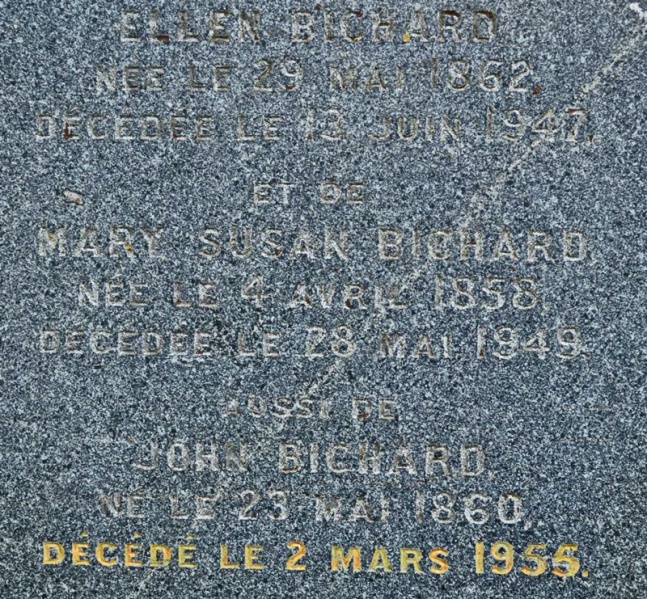 ELLEN BICHARD
NÉE LE 29 MAI 1862,
DÉCÉDÉE LE 13 JUIN 1947.
ET DE
MARY SUSAN BICHARD
NÉE LE 4 AVRIL 1858,
DÉCÉDÉE LE 28 MAI 1949.
AUSSI DE
JOHN BICHARD
NÉ LE 23 MAI 1860,
DÉCÉDÉ LE 2 MARS 1955.